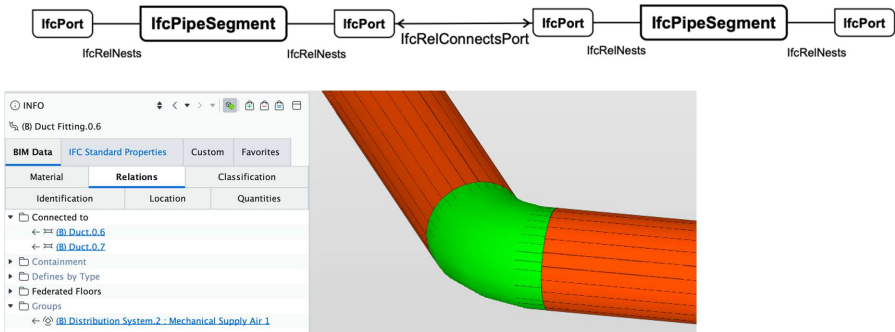 IfcPort IfcPipeSegment IfcPort IfcPort IfcPipeSegment IfcPort
IfcRelNests IfcRelNests IfcRelConnectsPort IfcRelNests IfcRelNests
INFO
(B) Duct Fitting.0.6
BIM Data IFC Standard Properties Custom Favorites
Material Relations Classification
Identification Location Quantities
Connected to
(B) Duct.0.6
(B) Duct.0.7
Containment
Defines by Type
Federated Floors
Groups
(B) Distribution System.2 : Mechanical Supply Air 1